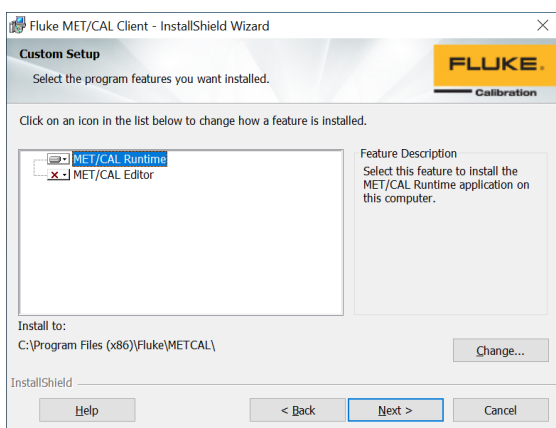 Fluke MET/CAL Client - InstallShield Wizard
Custom Setup
Select the program features you want installed.
FLUKE®
Calibration
Click on an icon in the list below to change how a feature is installed.
MET/CAL Runtime
MET/CAL Editor
Feature Description
Select this feature to install the
MET/CAL Runtime application on
this computer.
Install to:
C:\Program Files (x86)\Fluke\METCAL\
Change...
InstallShield
Help
< Back
Next >
Cancel